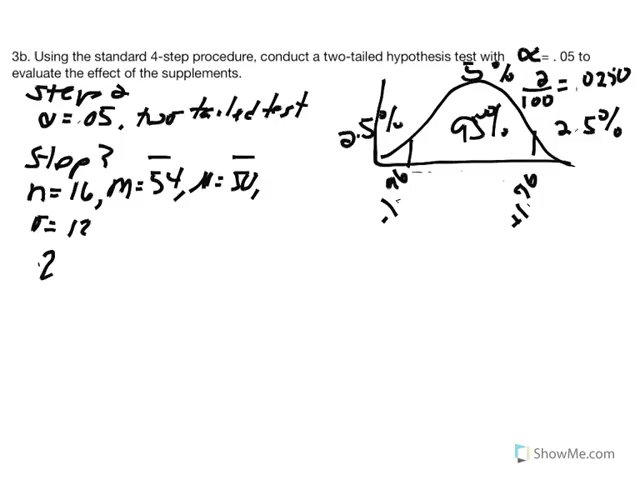 3b. Using the standard 4-step procedure, conduct a two-tailed hypothesis test with α = . 05 to
evaluate the effect of the supplements.
Step 2
α = .05, two tailed test
Step 3
n = 16, M = 54, μ = 50,
σ = 12
Z
5% 2
100 = .0250
2.5%
95%
2.5%
-1.96
+1.96
ShowMe.com